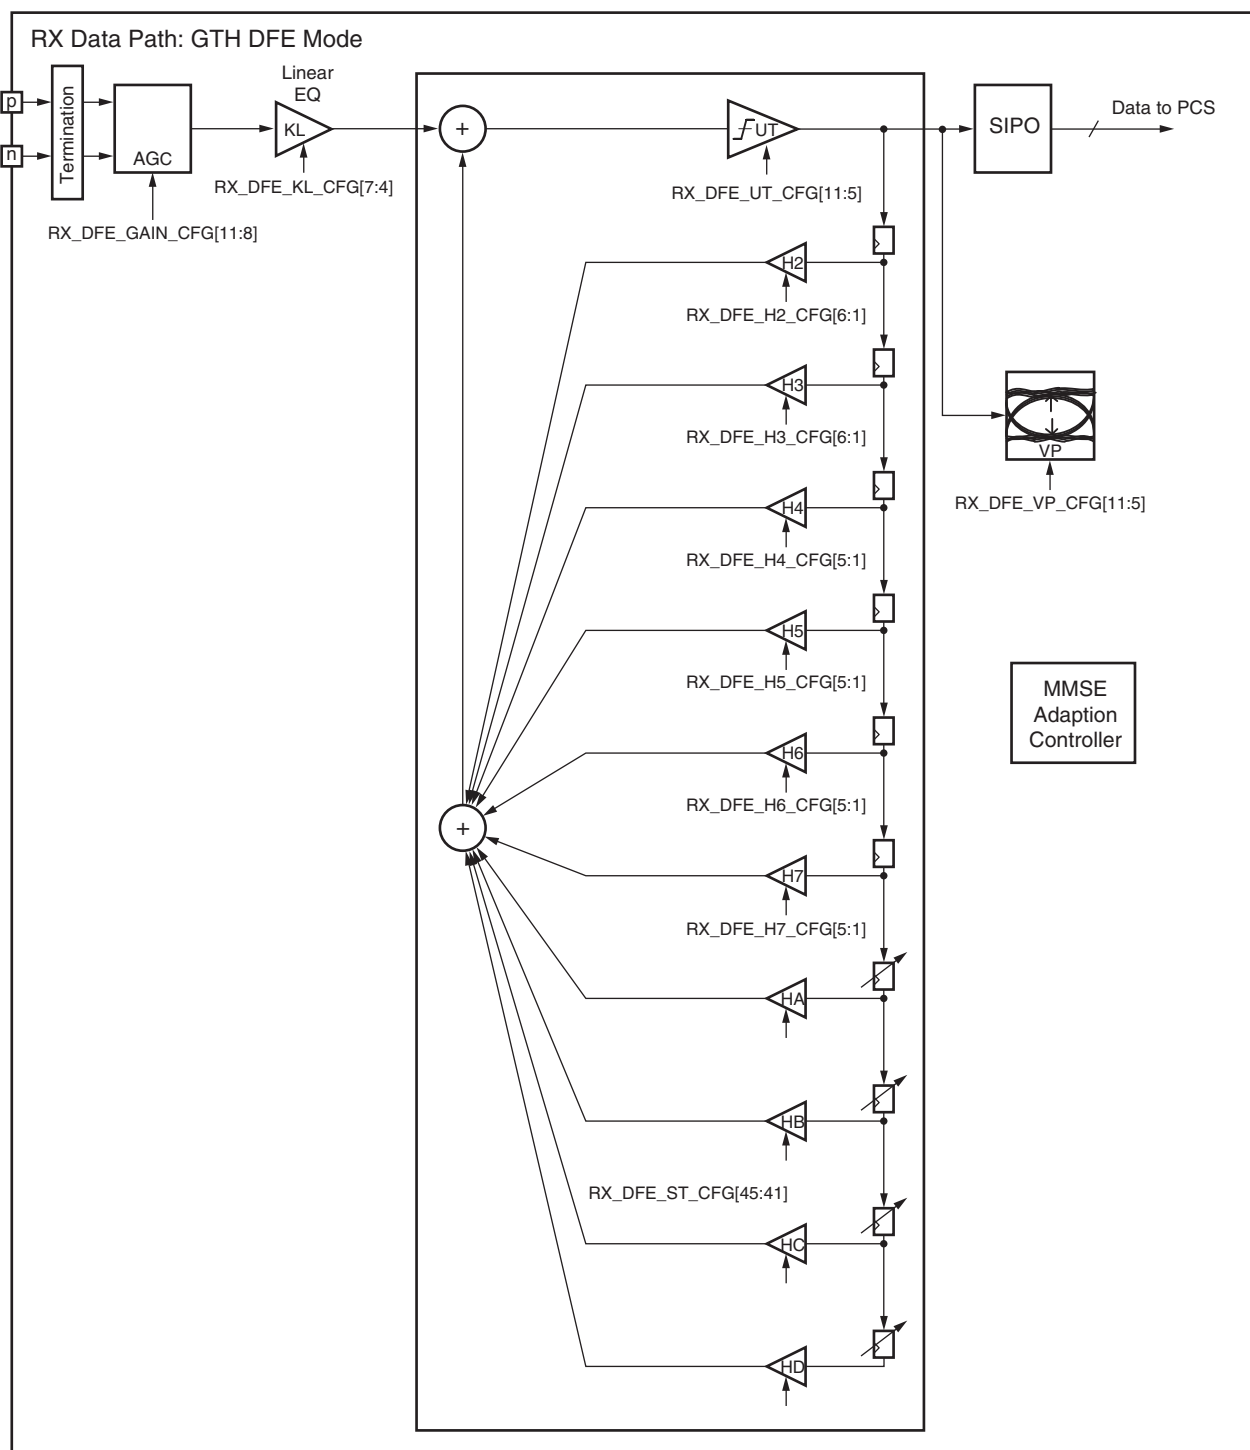 RX Data Path: GTH DFE Mode
p
n
Termination
AGC
RX_DFE_GAIN_CFG[11:8]
Linear
EQ
KL
RX_DFE_KL_CFG[7:4]
+
UT
RX_DFE_UT_CFG[11:5]
SIPO
Data to PCS
H2
RX_DFE_H2_CFG[6:1]
H3
RX_DFE_H3_CFG[6:1]
VP
RX_DFE_VP_CFG[11:5]
H4
RX_DFE_H4_CFG[5:1]
H5
RX_DFE_H5_CFG[5:1]
MMSE
Adaption
Controller
H6
RX_DFE_H6_CFG[5:1]
+
H7
RX_DFE_H7_CFG[5:1]
HA
HB
RX_DFE_ST_CFG[45:41]
HC
HD